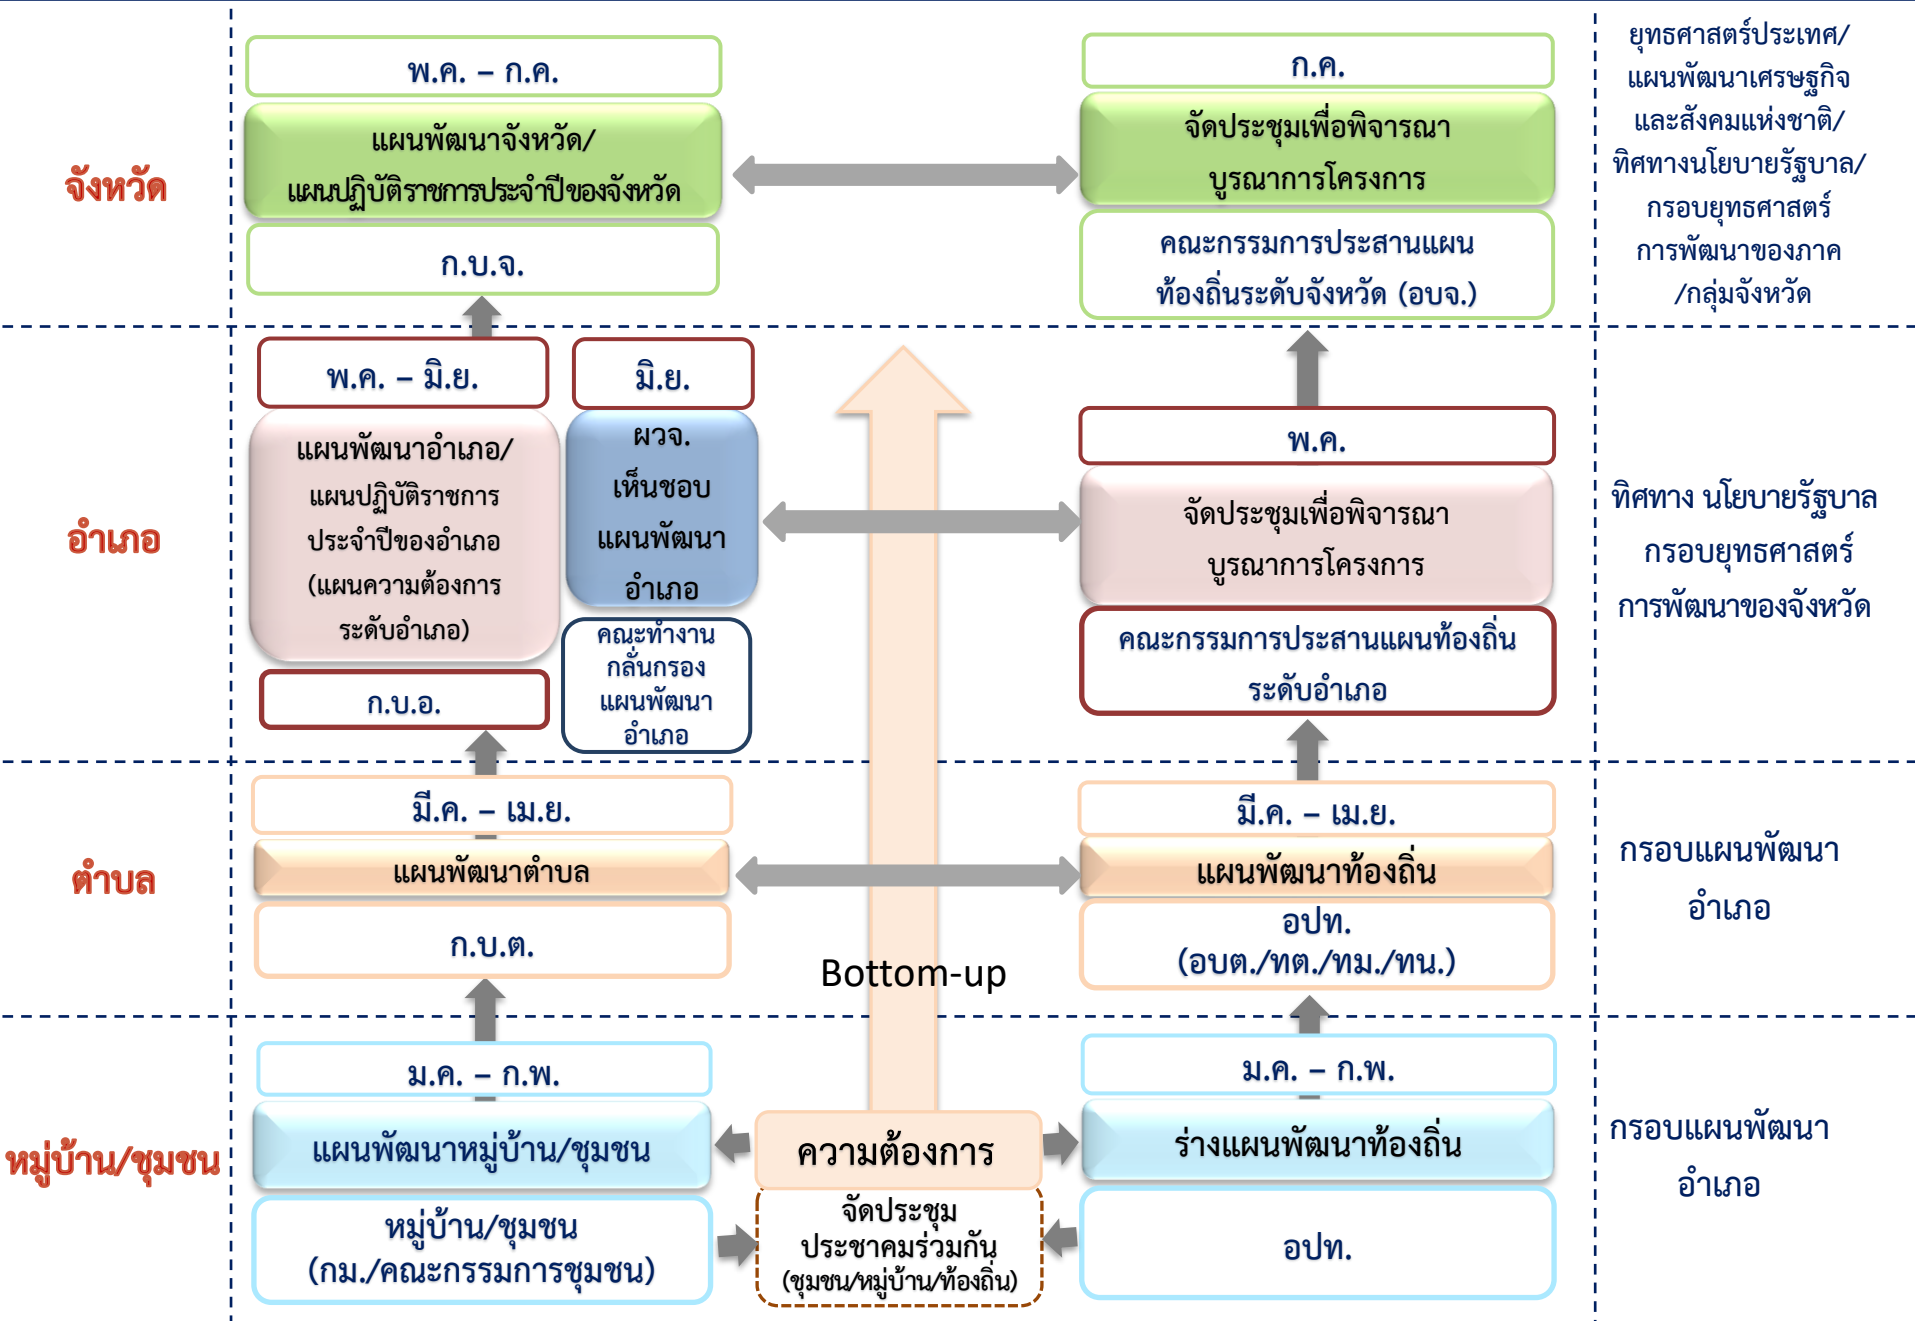 จังหวัด
พ.ค. – ก.ค.
แผนพัฒนาจังหวัด/
แผนปฏิบัติราชการประจำปีของจังหวัด
ก.บ.จ.
ก.ค.
จัดประชุมเพื่อพิจารณา
บูรณาการโครงการ
คณะกรรมการประสานแผน
ท้องถิ่นระดับจังหวัด (อบจ.)
ยุทธศาสตร์ประเทศ/
แผนพัฒนาเศรษฐกิจ
และสังคมแห่งชาติ/
ทิศทางนโยบายรัฐบาล/
กรอบยุทธศาสตร์
การพัฒนาของภาค
/กลุ่มจังหวัด
อำเภอ
พ.ค. – มิ.ย.
แผนพัฒนาอำเภอ/
แผนปฏิบัติราชการ
ประจำปีของอำเภอ
(แผนความต้องการ
ระดับอำเภอ)
ก.บ.อ.
มิ.ย.
ผวจ.
เห็นชอบ
แผนพัฒนา
อำเภอ
คณะทำงาน
กลั่นกรอง
แผนพัฒนา
อำเภอ
พ.ค.
จัดประชุมเพื่อพิจารณา
บูรณาการโครงการ
คณะกรรมการประสานแผนท้องถิ่น
ระดับอำเภอ
ทิศทาง นโยบายรัฐบาล
กรอบยุทธศาสตร์
การพัฒนาของจังหวัด
ตำบล
มี.ค. – เม.ย.
แผนพัฒนาตำบล
ก.บ.ต.
Bottom-up
มี.ค. – เม.ย.
แผนพัฒนาท้องถิ่น
อปท.
(อบต./ทต./ทม./ทน.)
กรอบแผนพัฒนา
อำเภอ
หมู่บ้าน/ชุมชน
ม.ค. – ก.พ.
แผนพัฒนาหมู่บ้าน/ชุมชน
หมู่บ้าน/ชุมชน
(กม./คณะกรรมการชุมชน)
ความต้องการ
จัดประชุม
ประชาคมร่วมกัน
(ชุมชน/หมู่บ้าน/ท้องถิ่น)
ม.ค. – ก.พ.
ร่างแผนพัฒนาท้องถิ่น
อปท.
กรอบแผนพัฒนา
อำเภอ